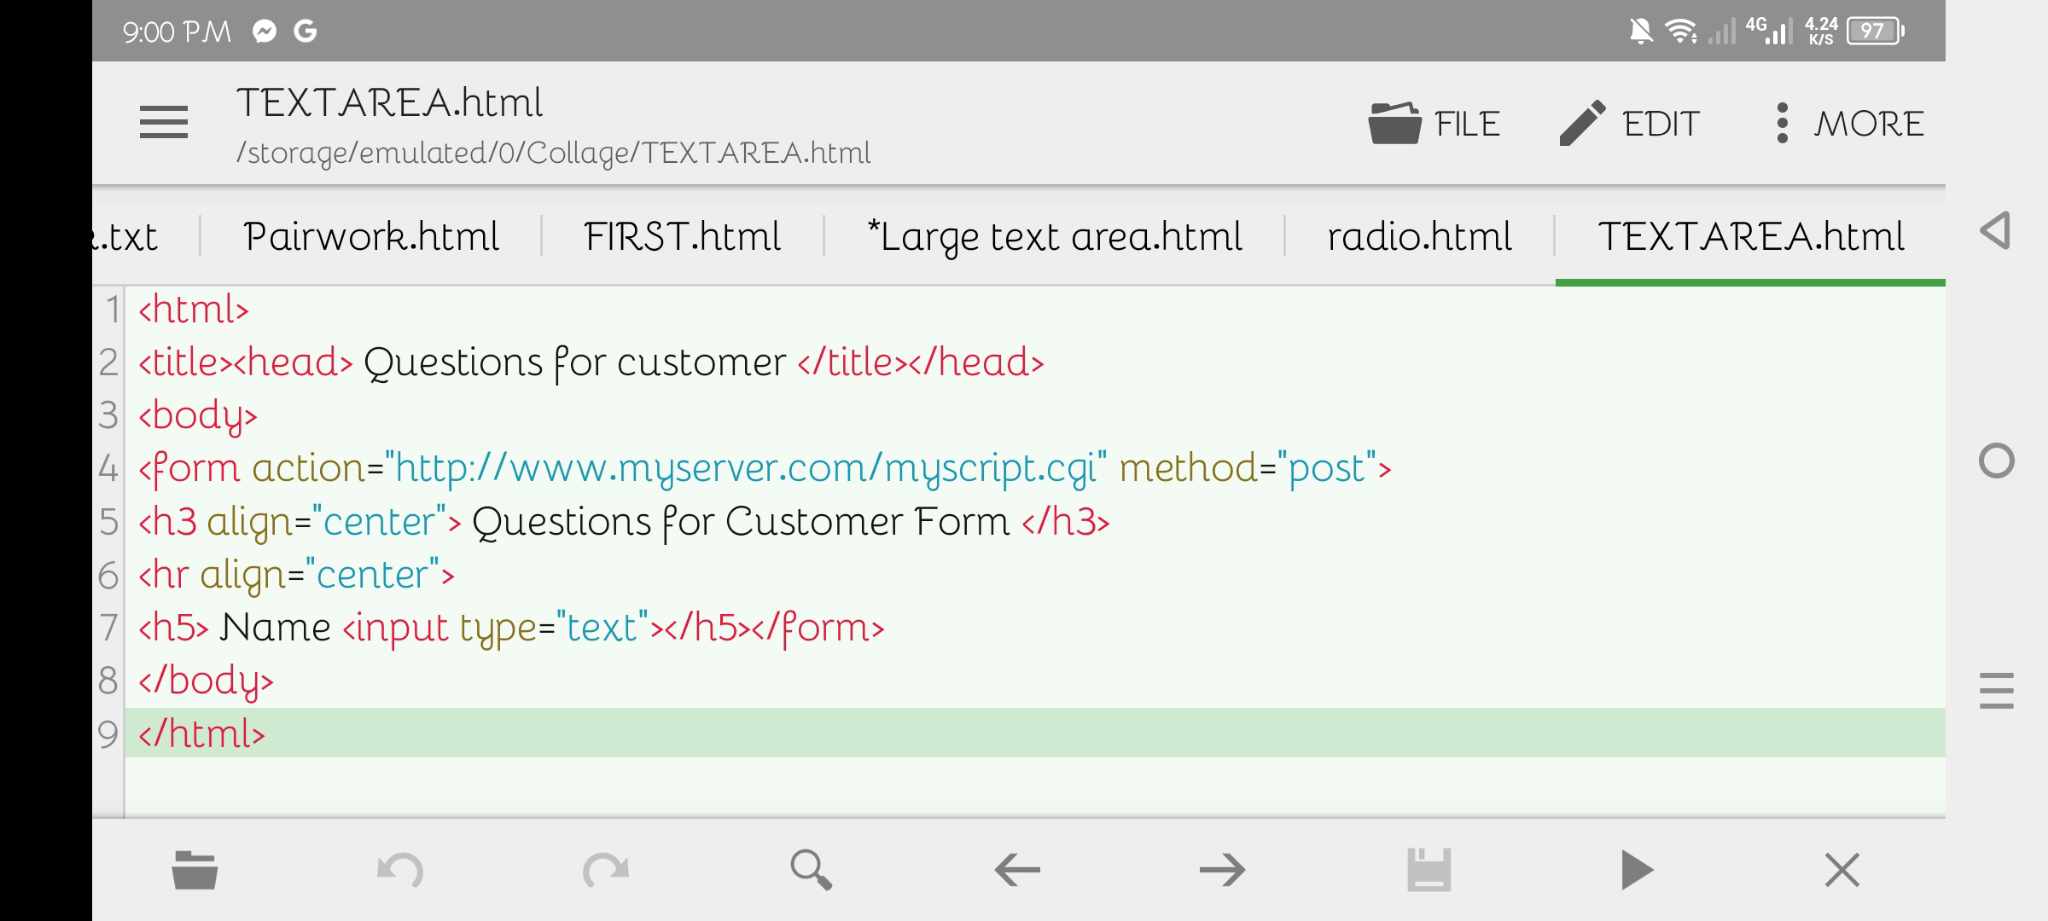 9:00 PM
4G
4.24
K/S
97
TEXTAREA.html
/storage/emulated/0/Collage/TEXTAREA.html
FILE
EDIT
MORE
.txt
Pairwork.html
FIRST.html
*Large text area.html
radio.html
TEXTAREA.html
1 <html>
2 <title><head> Questions for customer </title></head>
3 <body>
4 <form action="http://www.myserver.com/myscript.cgi" method="post">
5 <h3 align="center"> Questions for Customer Form </h3>
6 <hr align="center">
7 <h5> Name <input type="text"></h5></form>
8 </body>
9 </html>